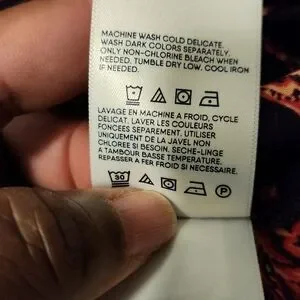 MACHINE WASH COLD DELICATE.
WASH DARK COLORS SEPARATELY.
ONLY NON-CHLORINE BLEACH WHEN
NEEDED. TUMBLE DRY LOW. COOL IRON
IF NEEDED.
LAVAGE EN MACHINE A FROID, CYCLE
DELICAT. LAVER LES COULEURS
FONCEES SEPAREMENT. UTILISER
UNIQUEMENT DE LA JAVEL NON
CHLOREE SI BESOIN. SECHE-LINGE
A TAMBOUR BASSE TEMPERATURE.
REPASSER A FER FROID SI NECESSAIRE.
30 P